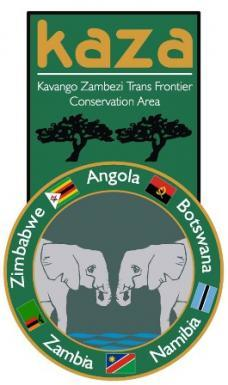 kaza
Kavango Zambezi Trans Frontier
Conservation Area
Angola
Botswana
Namibia
Zambia
Zimbabwe